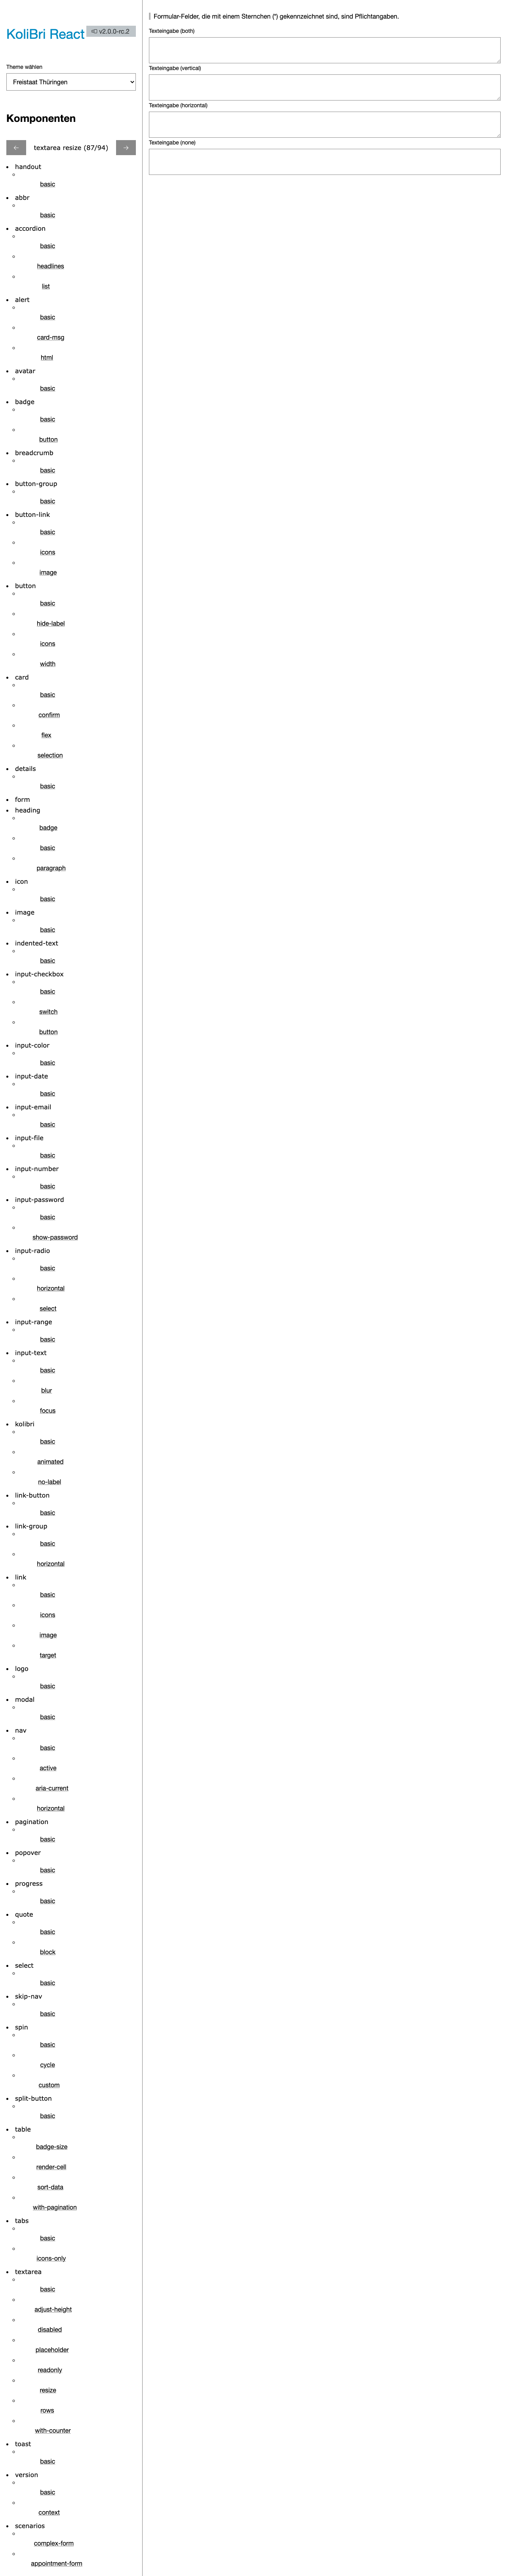 KoliBri React
v2.0.0-rc.2
Theme wählen
Freistaat Thüringen
Komponenten
← textarea resize (87/94) →
handout
basic
abbr
basic
accordion
basic
headlines
list
alert
basic
card-msg
html
avatar
basic
badge
basic
button
breadcrumb
basic
button-group
basic
button-link
basic
icons
image
button
basic
hide-label
icons
width
card
basic
confirm
flex
selection
details
basic
form
heading
badge
basic
paragraph
icon
basic
image
basic
indented-text
basic
input-checkbox
basic
switch
button
input-color
basic
input-date
basic
input-email
basic
input-file
basic
input-number
basic
input-password
basic
show-password
input-radio
basic
horizontal
select
input-range
basic
input-text
basic
blur
focus
kolibri
basic
animated
no-label
link-button
basic
link-group
basic
horizontal
link
basic
icons
image
target
logo
basic
modal
basic
nav
basic
active
aria-current
horizontal
pagination
basic
popover
basic
progress
basic
quote
basic
block
select
basic
skip-nav
basic
spin
basic
cycle
custom
split-button
basic
table
badge-size
render-cell
sort-data
with-pagination
tabs
basic
icons-only
textarea
basic
adjust-height
disabled
placeholder
readonly
resize
rows
with-counter
toast
basic
version
basic
context
scenarios
complex-form
appointment-form
Formular-Felder, die mit einem Sternchen (*) gekennzeichnet sind, sind Pflichtangaben.
Texteingabe (both)
Texteingabe (vertical)
Texteingabe (horizontal)
Texteingabe (none)